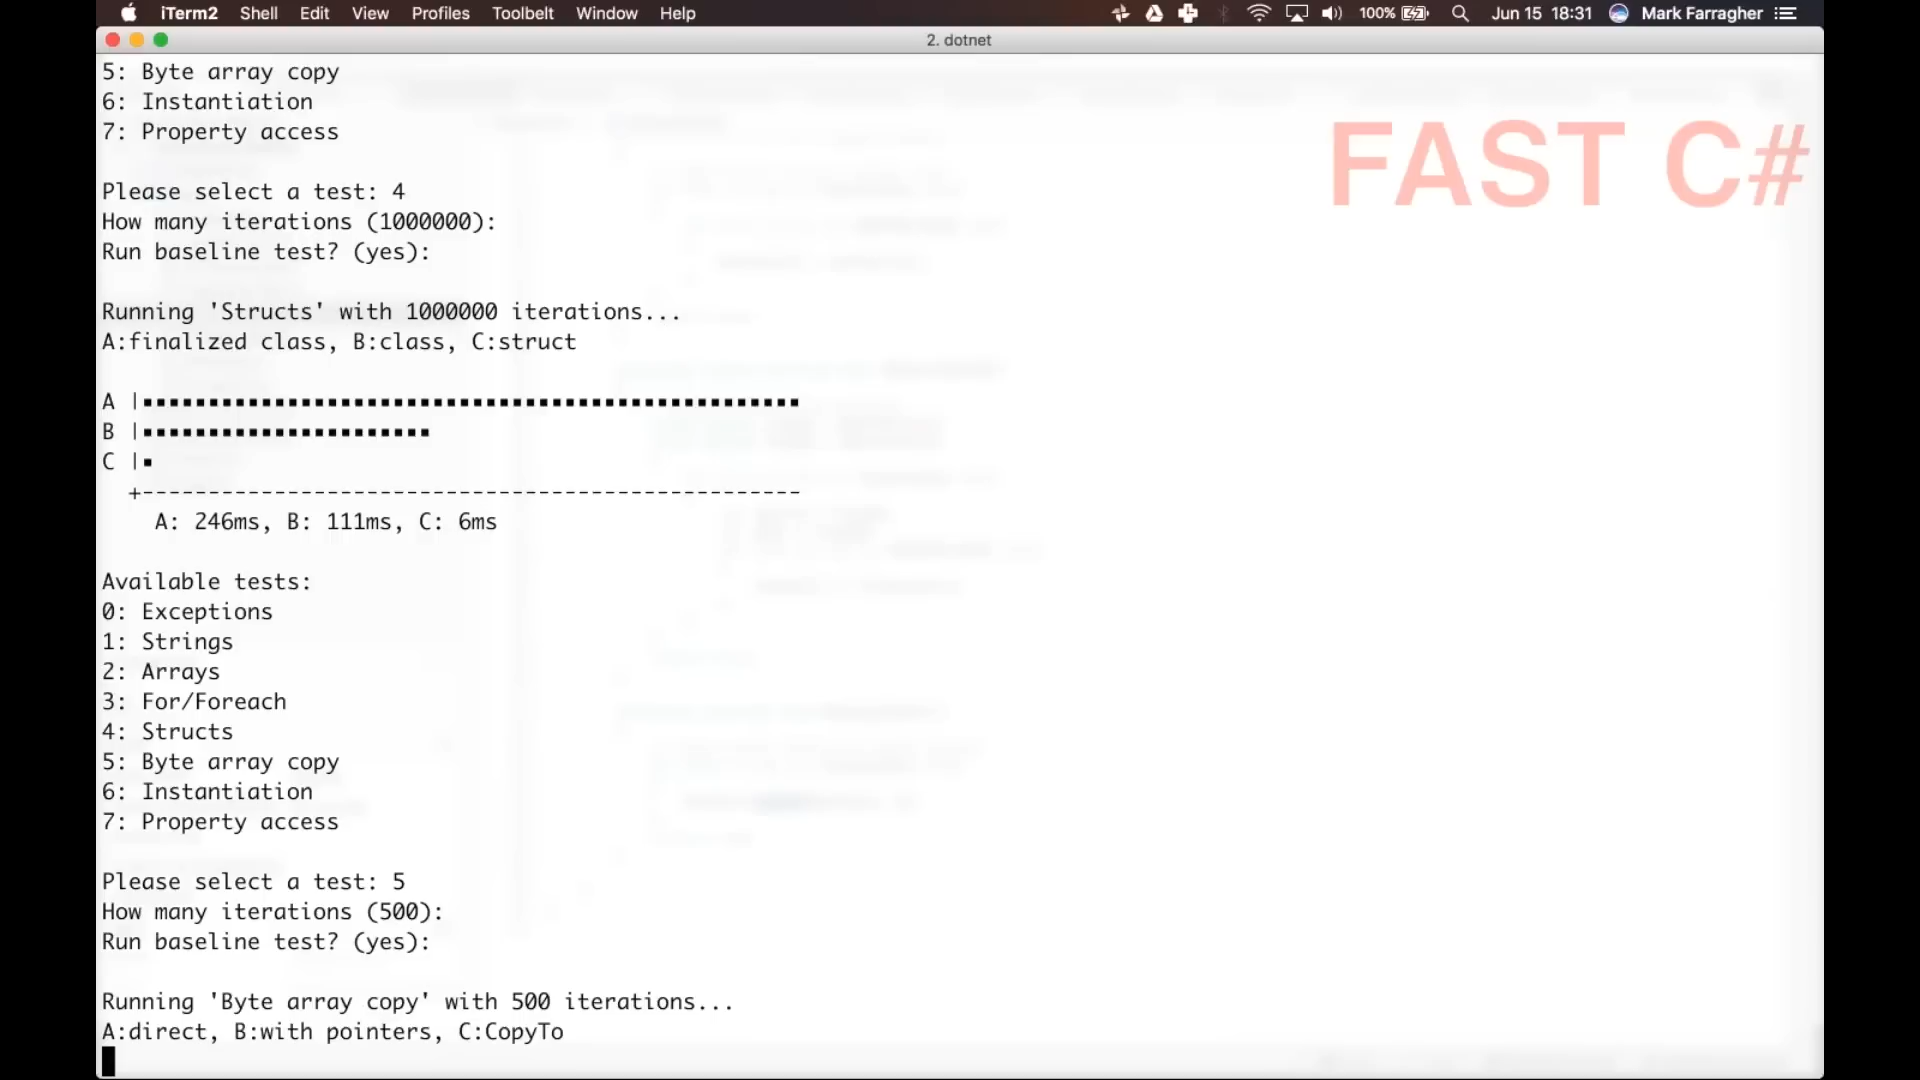 iTerm2 Shell Edit View Profiles Toolbelt Window Help 100% Jun 15 18:31 Mark Farragher
2. dotnet
5: Byte array copy
6: Instantiation
7: Property access
FAST C#
Please select a test: 4
How many iterations (1000000):
Run baseline test? (yes):
Running 'Structs' with 1000000 iterations...
A:finalized class, B:class, C:struct
A |▪▪▪▪▪▪▪▪▪▪▪▪▪▪▪▪▪▪▪▪▪▪▪▪▪▪▪▪▪▪▪▪▪▪▪▪▪▪▪▪▪▪▪▪▪▪▪▪▪▪
B |▪▪▪▪▪▪▪▪▪▪▪▪▪▪▪▪▪▪▪▪▪▪
C |▪
+--------------------------------------------------
A: 246ms, B: 111ms, C: 6ms
Available tests:
0: Exceptions
1: Strings
2: Arrays
3: For/Foreach
4: Structs
5: Byte array copy
6: Instantiation
7: Property access
Please select a test: 5
How many iterations (500):
Run baseline test? (yes):
Running 'Byte array copy' with 500 iterations...
A:direct, B:with pointers, C:CopyTo